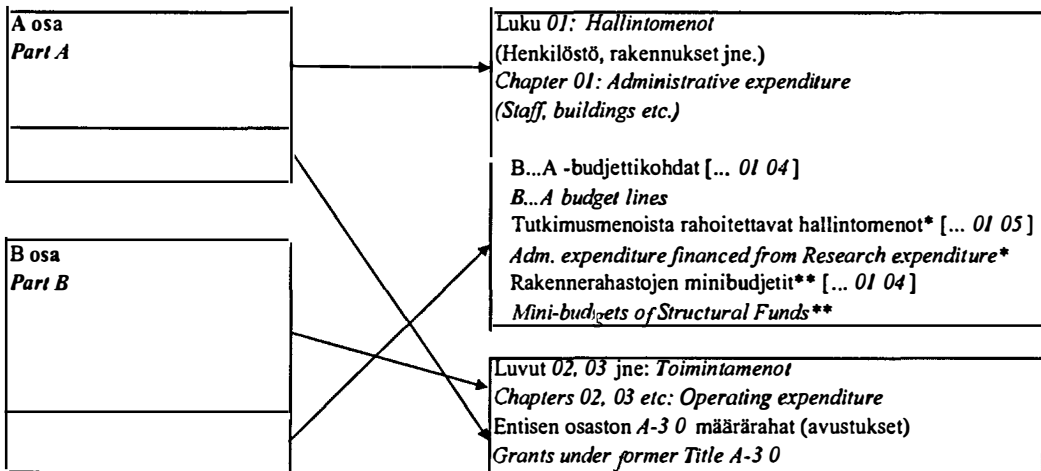 A osa
Part A
B osa
Part B
Luku 01: Hallintomenot
(Henkilöstö, rakennukset jne.)
Chapter 01: Administrative expenditure
(Staff, buildings etc.)
B...A -budjettikohdat [... 01 04]
B...A budget lines
Tutkimusmenoista rahoitettavat hallintomenot* [... 01 05]
Adm. expenditure financed from Research expenditure*
Rakennerahastojen minibudjetit** [... 01 04]
Mini-budgets of Structural Funds**
Luvut 02, 03 jne: Toimintamenot
Chapters 02, 03 etc: Operating expenditure
Entisen osaston A-3 0 määrärahat (avustukset)
Grants under former Title A-3 0